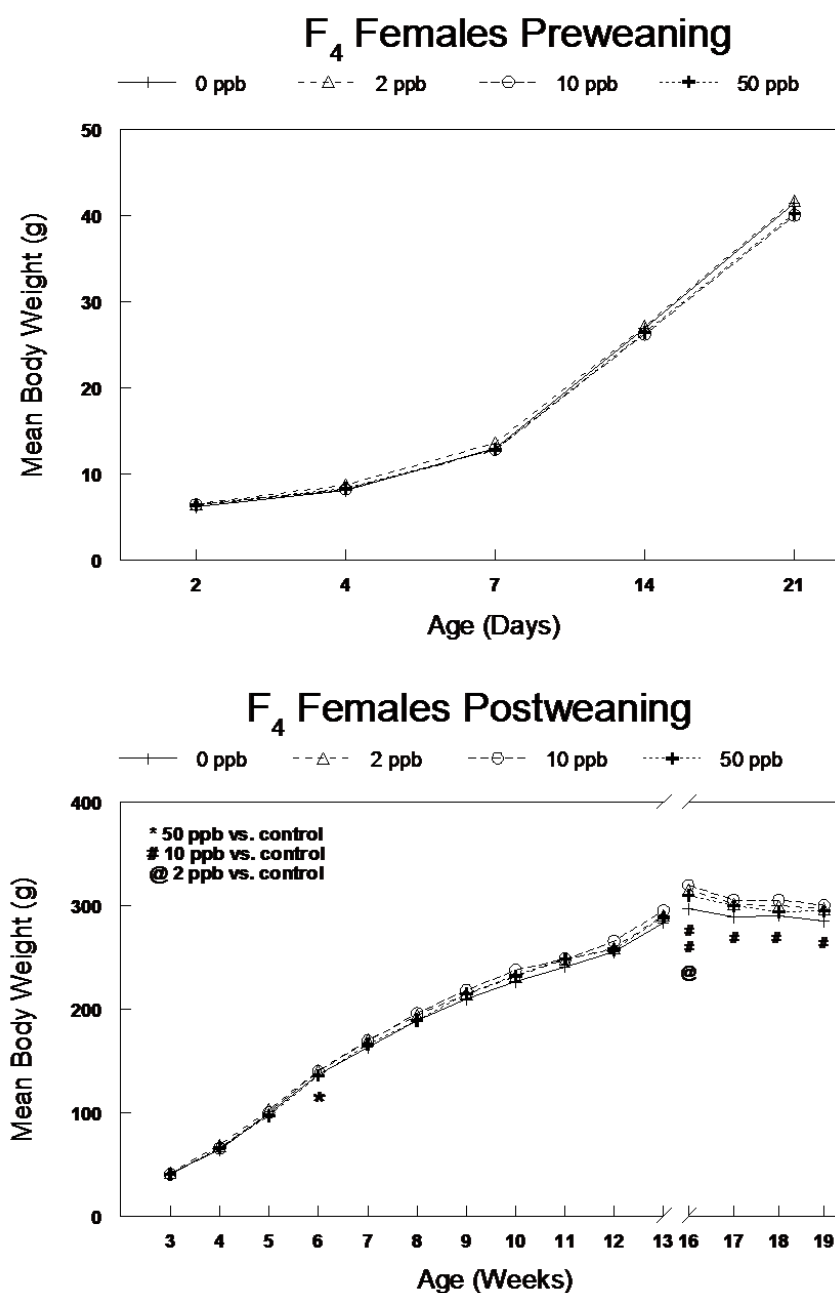 F₄ Females Preweaning
0 ppb 2 ppb 10 ppb 50 ppb
50
40
30
20
10
0
Mean Body Weight (g)
2 4 7 14 21
Age (Days)
F₄ Females Postweaning
0 ppb 2 ppb 10 ppb 50 ppb
400
300
200
100
0
Mean Body Weight (g)
* 50 ppb vs. control
# 10 ppb vs. control
@ 2 ppb vs. control
*
#
#
@
# # #
3 4 5 6 7 8 9 10 11 12 13 16 17 18 19
Age (Weeks)